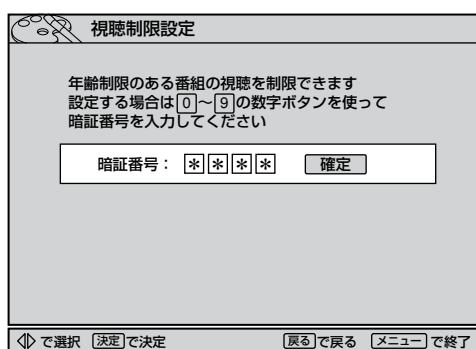 視聴制限設定
年齢制限のある番組の視聴を制限できます
設定する場合は0～9の数字ボタンを使って
暗証番号を入力してください
暗証番号： ＊＊＊＊ 確定
で選択 決定で決定 戻るで戻る メニューで終了